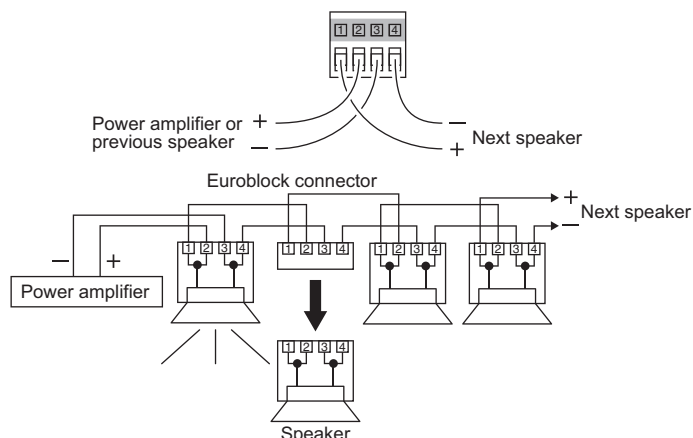 1 2 3 4
Power amplifier or + −
previous speaker − + Next speaker
Euroblock connector
+
Next speaker
−
− +
1 2 3 4 1 2 3 4 1 2 3 4 1 2 3 4
Power amplifier
1 2 3 4
Speaker